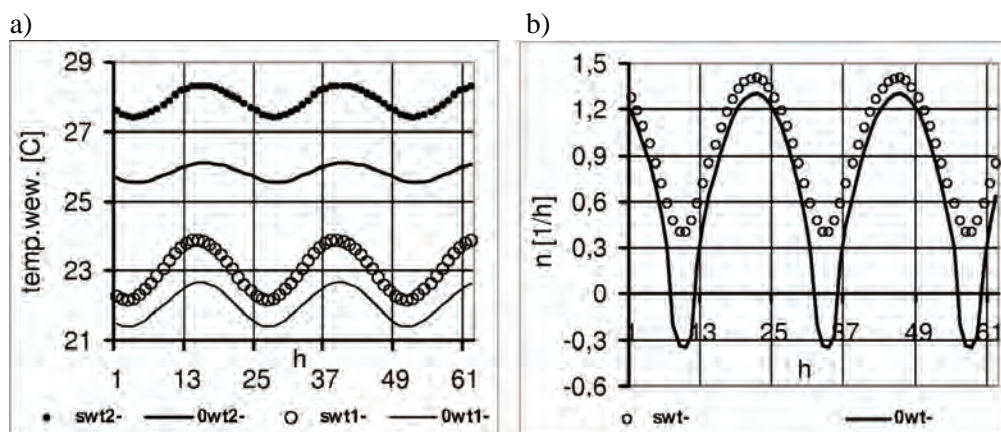 a)
29
27
25
23
21
temp.wew. [C]
h
1 13 25 37 49 61
swt2- 0wt2- swt1- 0wt1-
b)
1,5
1,2
0,9
0,6
0,3
0
-0,3
-0,6
n [1/h]
1 13 25 37 49 61
h
swt- 0wt-